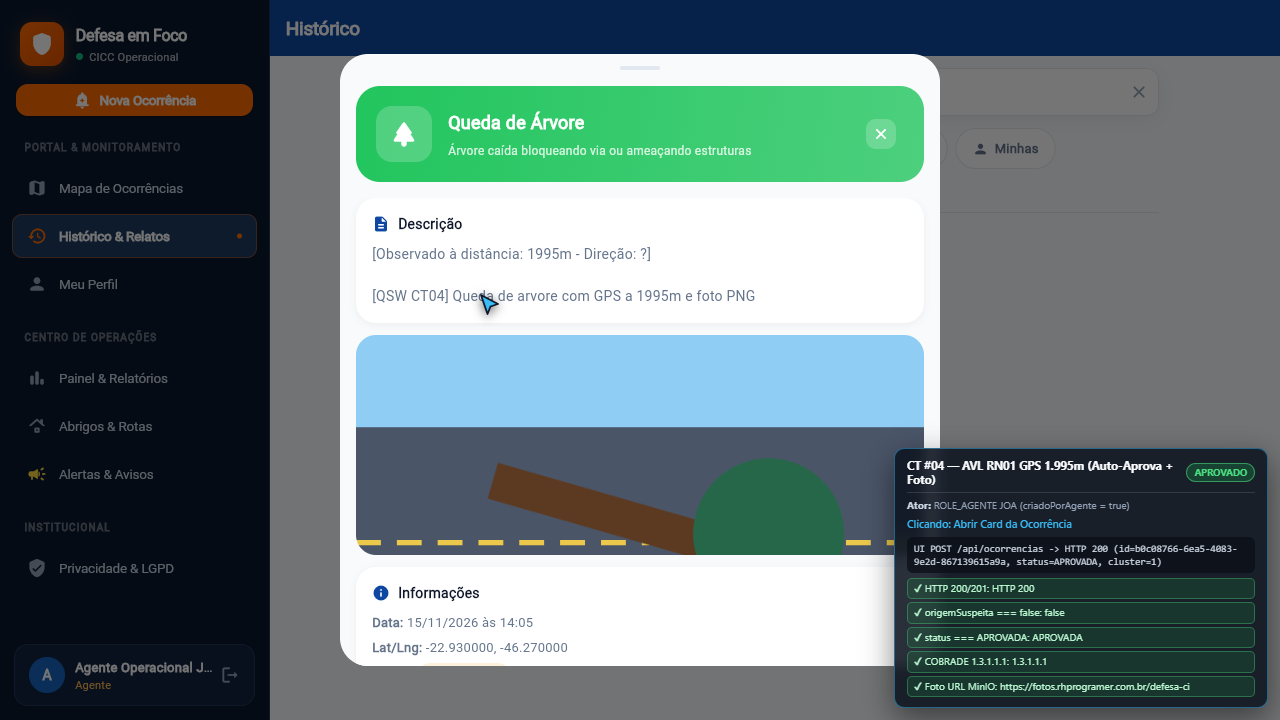 Defesa em Foco
CICC Operacional
Nova Ocorrência
PORTAL & MONITORAMENTO
Mapa de Ocorrências
Histórico & Relatos
Meu Perfil
CENTRO DE OPERAÇÕES
Painel & Relatórios
Abrigos & Rotas
Alertas & Avisos
INSTITUCIONAL
Privacidade & LGPD
A
Agente Operacional J...
Agente
Histórico
Minhas
Queda de Árvore
Árvore caída bloqueando via ou ameaçando estruturas
Descrição
[Observado à distância: 1995m - Direção: ?]
[QSW CT04] Queda de arvore com GPS a 1995m e foto PNG
Informações
Data: 15/11/2026 às 14:05
Lat/Lng: -22.930000, -46.270000
CT #04 — AVL RN01 GPS 1.995m (Auto-Aprova +
Foto)
APROVADO
Ator: ROLE_AGENTE JOA (criadoPorAgente = true)
Clicando: Abrir Card da Ocorrência
UI POST /api/ocorrencias -> HTTP 200 (id=b0c08766-6ea5-4083-
9e2d-867139615a9a, status=APROVADA, cluster=1)
✔ HTTP 200/201: HTTP 200
✔ origemSuspeita === false: false
✔ status === APROVADA: APROVADA
✔ COBRADE 1.3.1.1.1: 1.3.1.1.1
✔ Foto URL MinIO: https://fotos.rhprogramer.com.br/defesa-ci